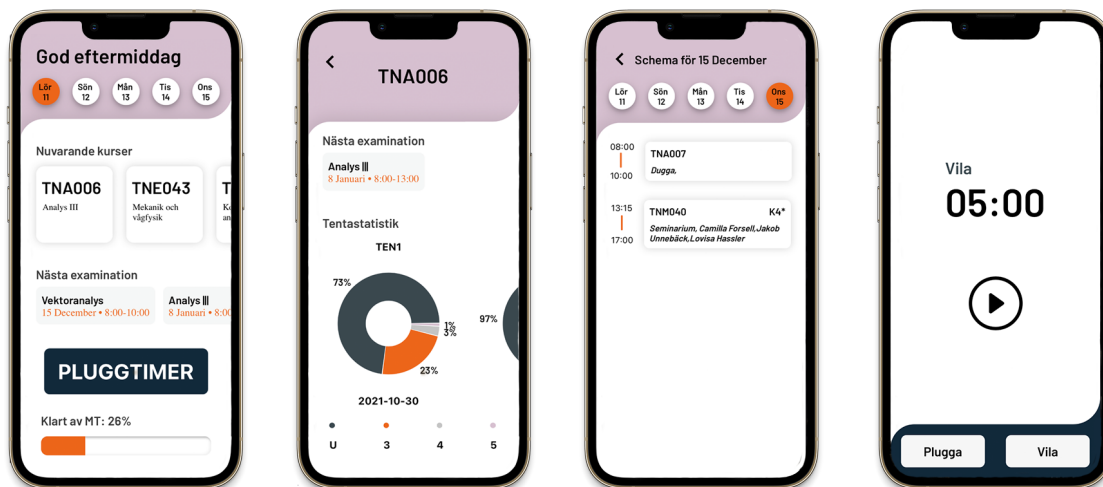 God eftermiddag
Lör
11
Sön
12
Mån
13
Tis
14
Ons
15
Nuvarande kurser
TNA006
Analys III
TNE043
Mekanik och
vågfysik
Nästa examination
Vektoranalys
15 December • 8:00-10:00
Analys III
8 Januari • 8:00
PLUGGTIMER
Klart av MT: 26%
TNA006
Nästa examination
Analys III
8 Januari • 8:00-13:00
Tentastatistik
TEN1
73%
1%
3%
23%
97%
2021-10-30
U
3
4
5
Schema för 15 December
Lör
11
Sön
12
Mån
13
Tis
14
Ons
15
08:00
10:00
TNA007
Dugga,
13:15
17:00
TNM040 K4*
Seminarium, Camilla Forsell,Jakob
Unnebäck,Lovisa Hassler
Vila
05:00
Plugga
Vila